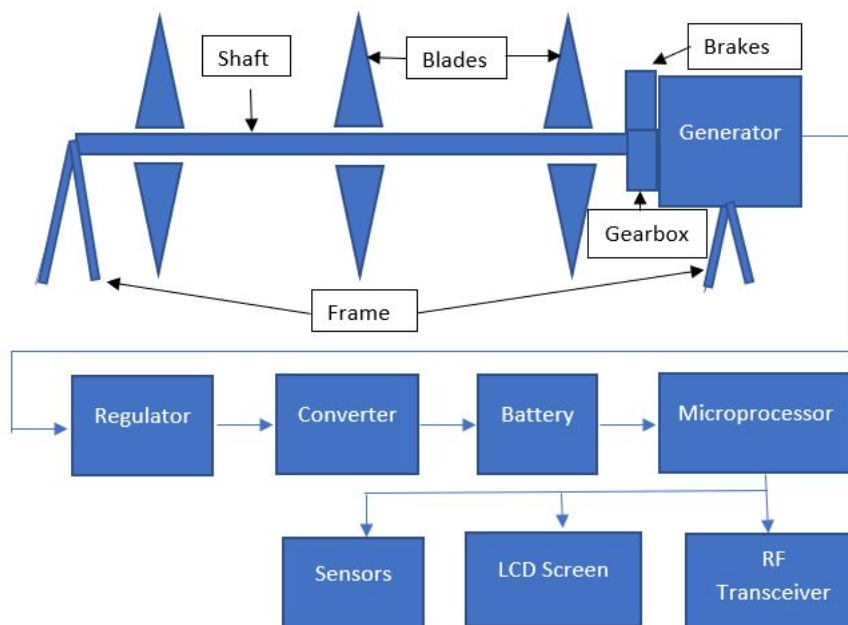 Shaft
Blades
Brakes
Generator
Gearbox
Frame
Regulator
Converter
Battery
Microprocessor
Sensors
LCD Screen
RF
Transceiver